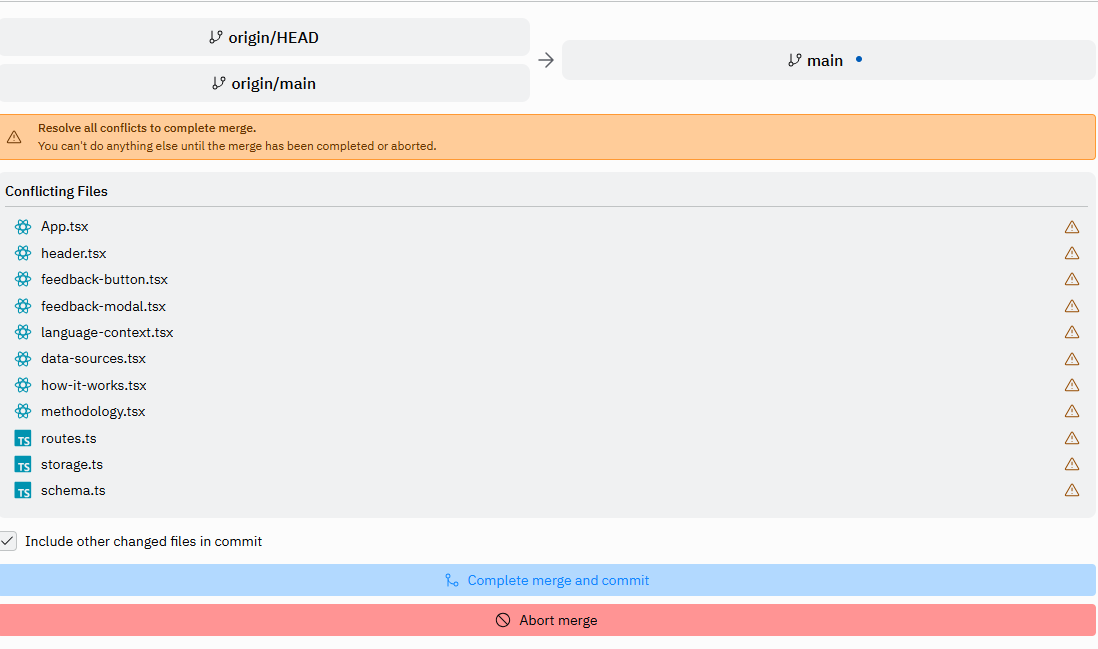 origin/HEAD
origin/main
main
Resolve all conflicts to complete merge.
You can't do anything else until the merge has been completed or aborted.
Conflicting Files
App.tsx
header.tsx
feedback-button.tsx
feedback-modal.tsx
language-context.tsx
data-sources.tsx
how-it-works.tsx
methodology.tsx
TS routes.ts
TS storage.ts
TS schema.ts
Include other changed files in commit
Complete merge and commit
Abort merge